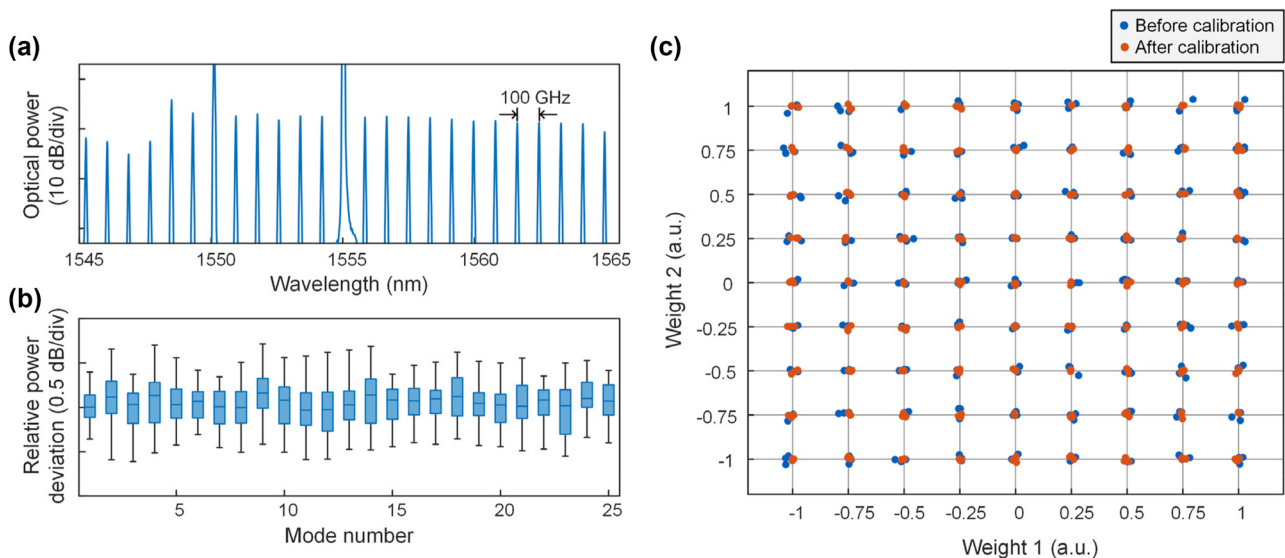 (a)
Optical power
(10 dB/div)
100 GHz
1545
1550
1555
1560
1565
Wavelength (nm)
(b)
Relative power
deviation (0.5 dB/div)
5
10
15
20
25
Mode number
(c)
Before calibration
After calibration
Weight 2 (a.u.)
1
0.75
0.5
0.25
0
-0.25
-0.5
-0.75
-1
-1
-0.75
-0.5
-0.25
0
0.25
0.5
0.75
1
Weight 1 (a.u.)